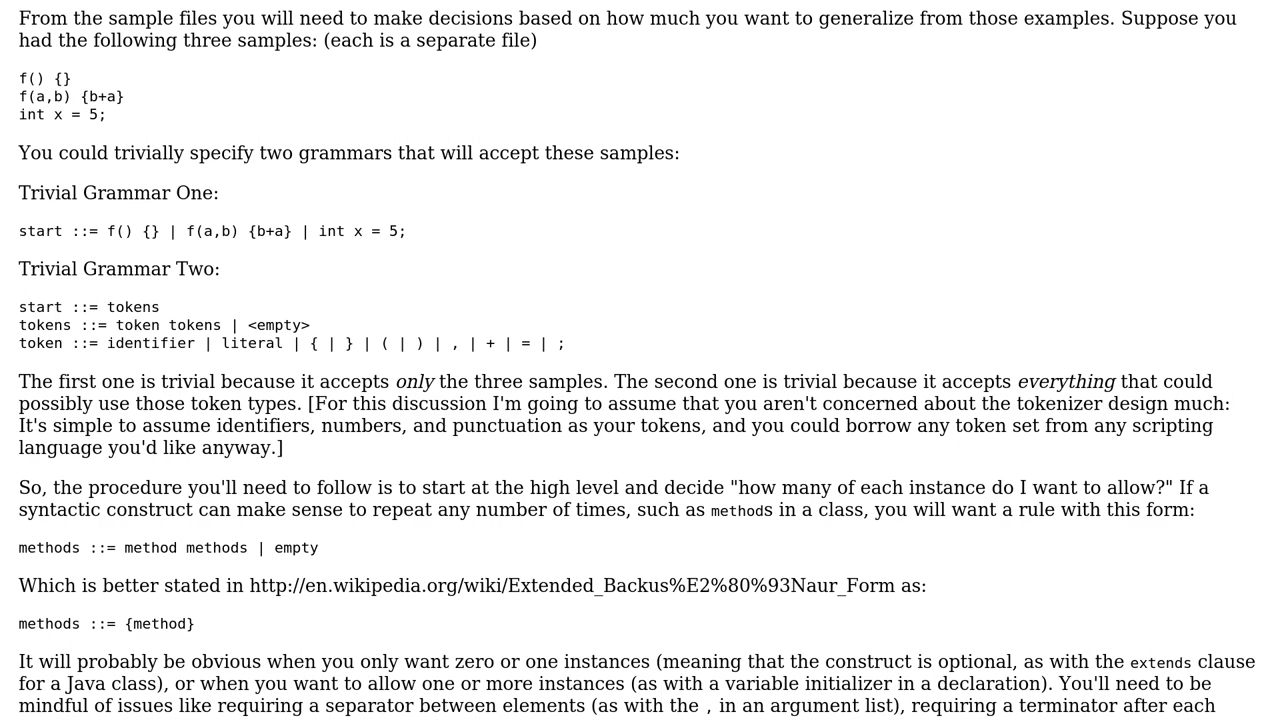 From the sample files you will need to make decisions based on how much you want to generalize from those examples. Suppose you
had the following three samples: (each is a separate file)
f() {}
f(a,b) {b+a}
int x = 5;
You could trivially specify two grammars that will accept these samples:
Trivial Grammar One:
start ::= f() {} | f(a,b) {b+a} | int x = 5;
Trivial Grammar Two:
start ::= tokens
tokens ::= token tokens | <empty>
token ::= identifier | literal | { | } | ( | ) | , | + | = | ;
The first one is trivial because it accepts only the three samples. The second one is trivial because it accepts everything that could
possibly use those token types. [For this discussion I'm going to assume that you aren't concerned about the tokenizer design much:
It's simple to assume identifiers, numbers, and punctuation as your tokens, and you could borrow any token set from any scripting
language you'd like anyway.]
So, the procedure you'll need to follow is to start at the high level and decide "how many of each instance do I want to allow?" If a
syntactic construct can make sense to repeat any number of times, such as methods in a class, you will want a rule with this form:
methods ::= method methods | empty
Which is better stated in http://en.wikipedia.org/wiki/Extended_Backus%E2%80%93Naur_Form as:
methods ::= {method}
It will probably be obvious when you only want zero or one instances (meaning that the construct is optional, as with the extends clause
for a Java class), or when you want to allow one or more instances (as with a variable initializer in a declaration). You'll need to be
mindful of issues like requiring a separator between elements (as with the , in an argument list), requiring a terminator after each